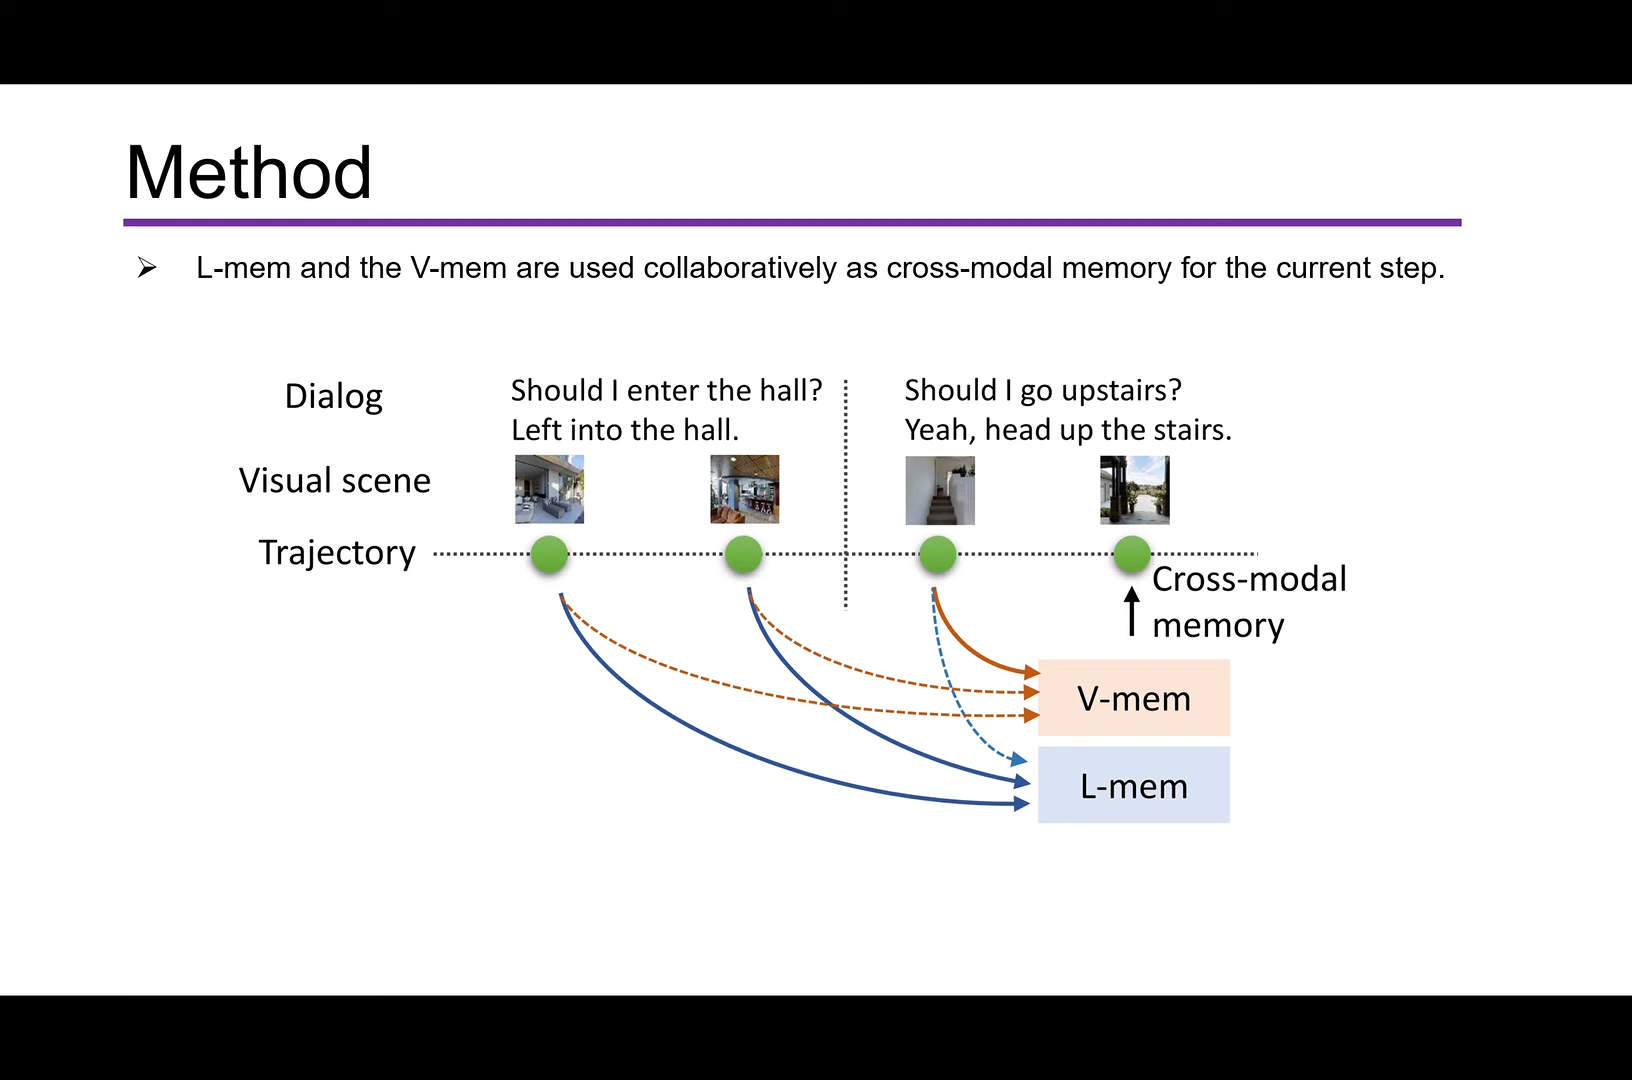 Method
L-mem and the V-mem are used collaboratively as cross-modal memory for the current step.
Dialog
Should I enter the hall?
Left into the hall.
Should I go upstairs?
Yeah, head up the stairs.
Visual scene
Trajectory
Cross-modal
memory
V-mem
L-mem